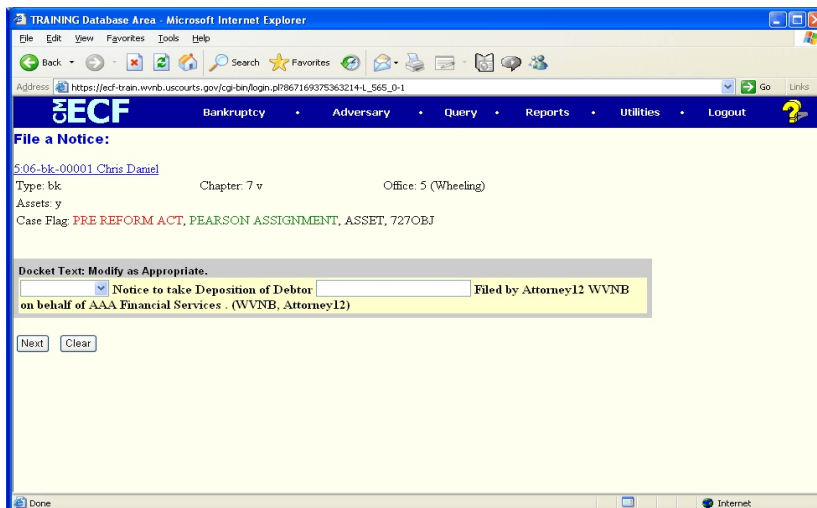 TRAINING Database Area - Microsoft Internet Explorer
File Edit View Favorites Tools Help
Back Search Favorites
Address https://ecf-train.wvnb.uscourts.gov/cgi-bin/login.pl?867169375363214-L_565_0-1 Go Links
CM ECF Bankruptcy • Adversary • Query • Reports • Utilities • Logout ?
File a Notice:
5:06-bk-00001 Chris Daniel
Type: bk Chapter: 7 v Office: 5 (Wheeling)
Assets: y
Case Flag: PRE REFORM ACT, PEARSON ASSIGNMENT, ASSET, 727OBJ
Docket Text: Modify as Appropriate.
Notice to take Deposition of Debtor Filed by Attorney12 WVNB
on behalf of AAA Financial Services . (WVNB, Attorney12)
Next Clear
Done Internet